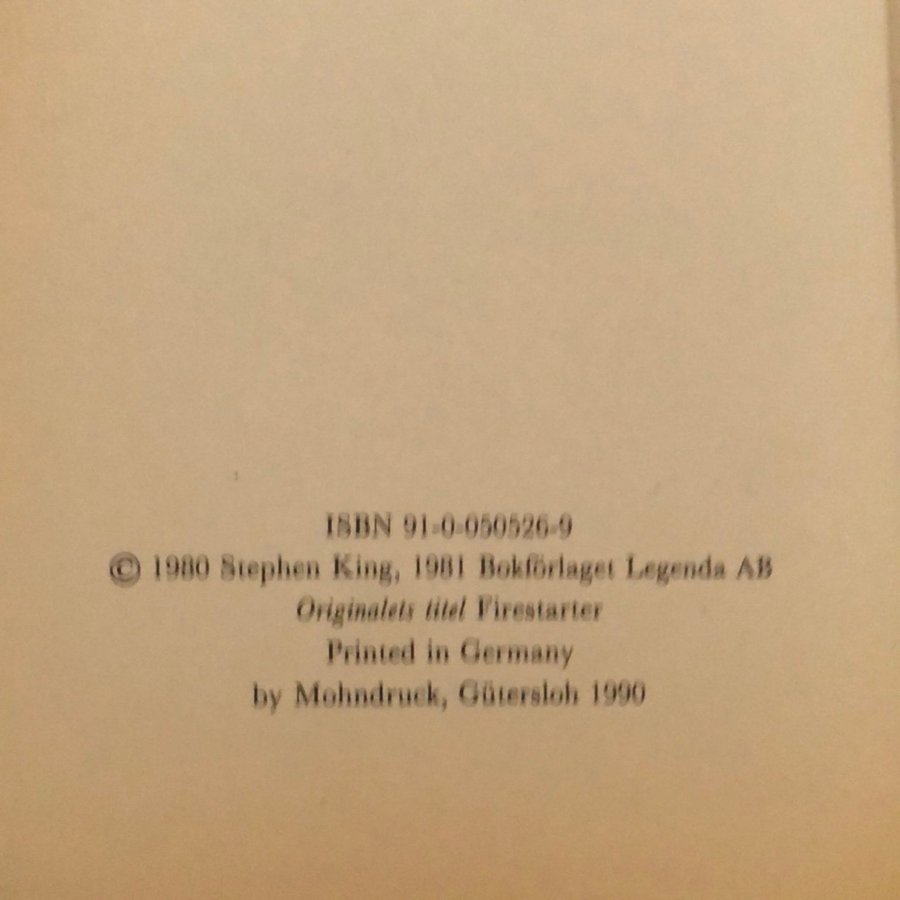 ISBN 91-0-050526-9
© 1980 Stephen King, 1981 Bokförlaget Legenda AB
Originalets titel Firestarter
Printed in Germany
by Mohndruck, Gütersloh 1990